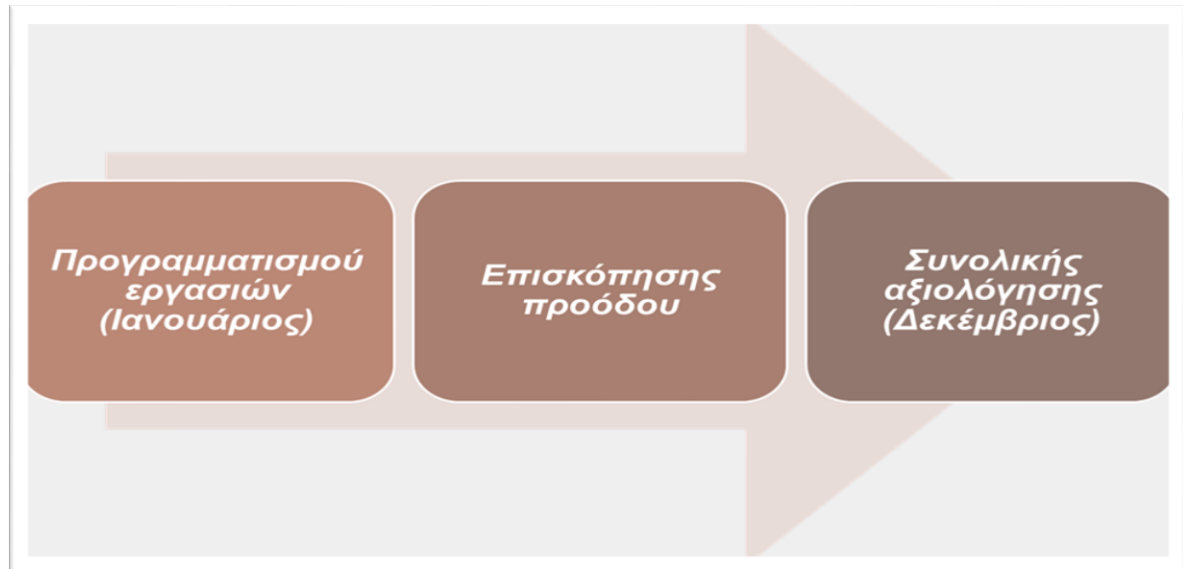 Προγραμματισμού
εργασιών
(Ιανουάριος)
Επισκόπησης
προόδου
Συνολικής
αξιολόγησης
(Δεκέμβριος)